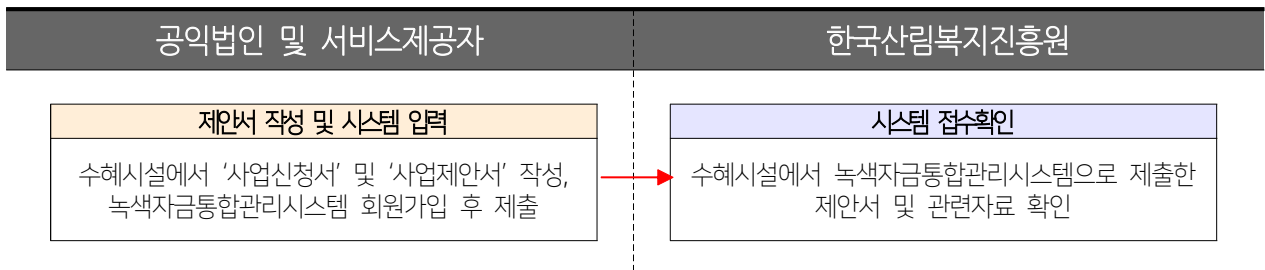 공익법인 및 서비스제공자
한국산림복지진흥원
제안서 작성 및 시스템 입력
수혜시설에서 ‘사업신청서’ 및 ‘사업제안서’ 작성,
녹색자금통합관리시스템 회원가입 후 제출
시스템 접수확인
수혜시설에서 녹색자금통합관리시스템으로 제출한
제안서 및 관련자료 확인